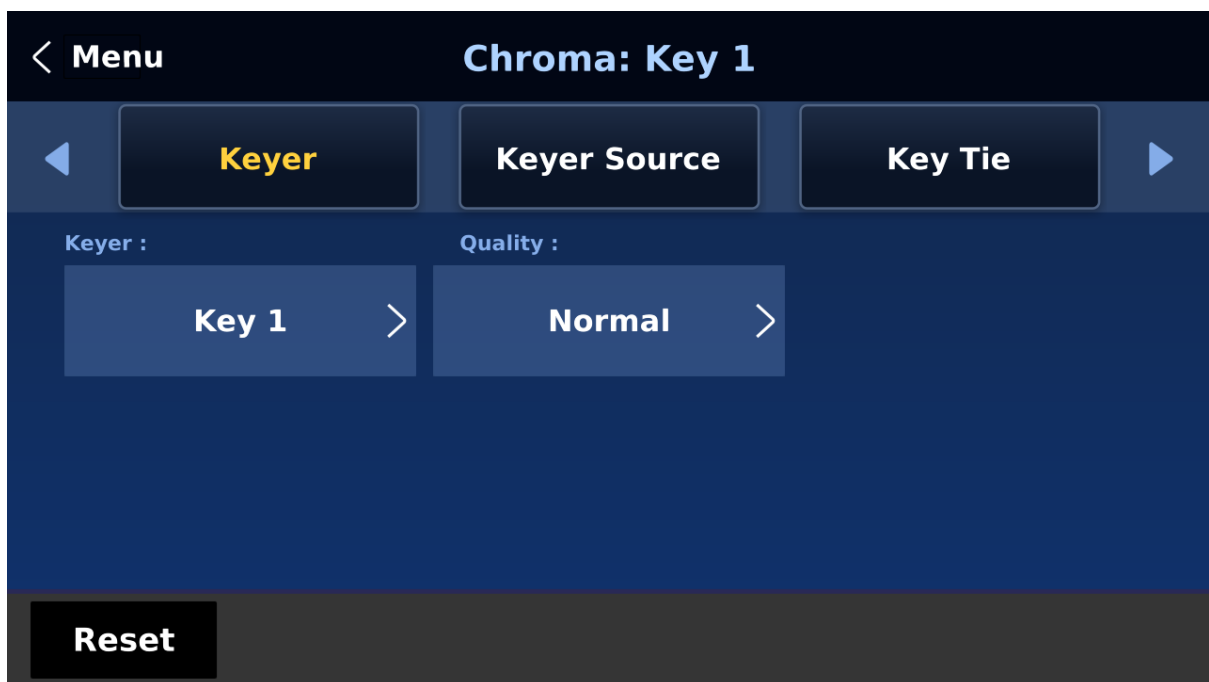 Menu
Chroma: Key 1
Keyer
Keyer Source
Key Tie
Keyer :
Quality :
Key 1
Normal
Reset